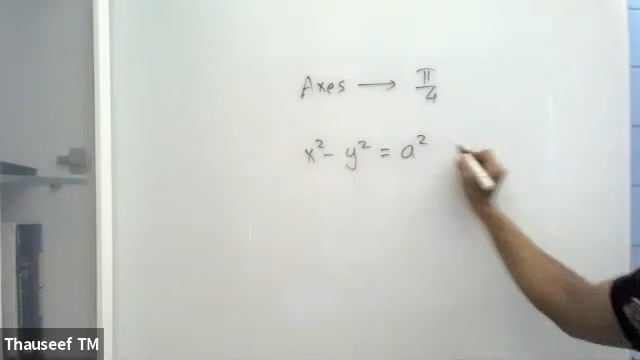 Axes → π/4
x² - y² = a²
Thauseef TM